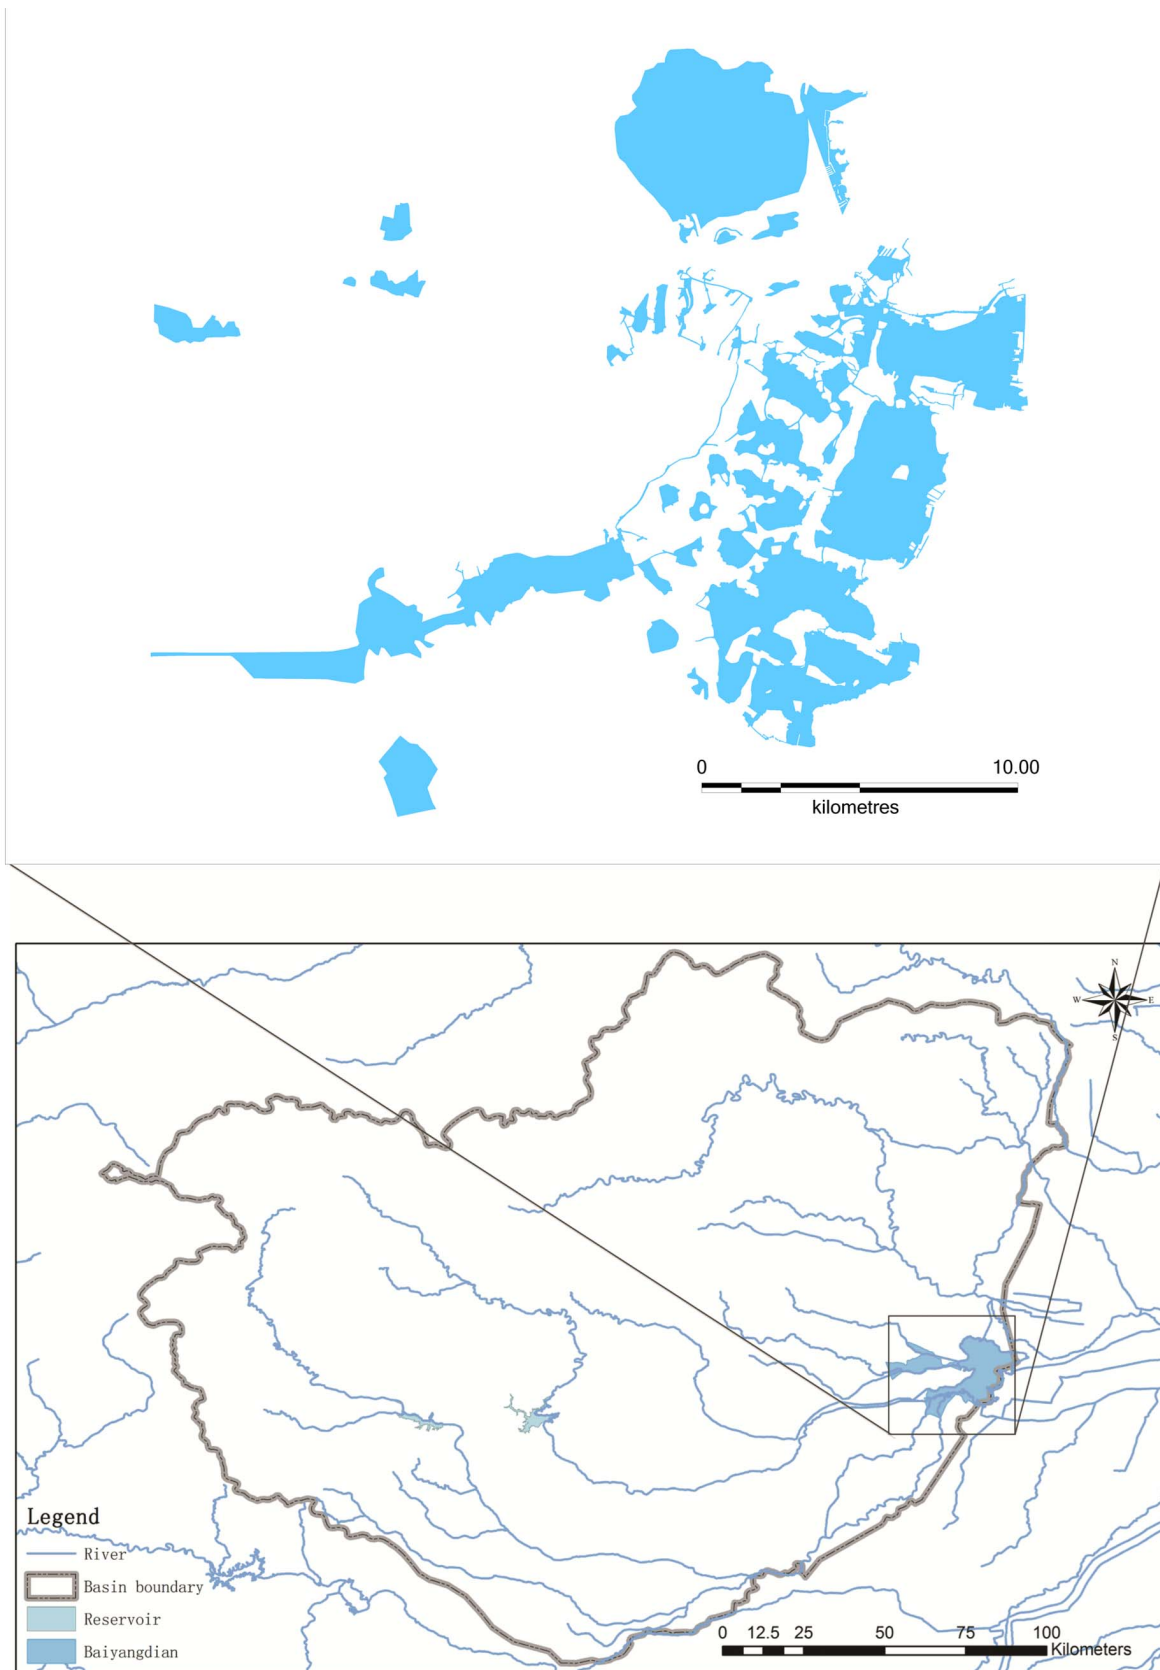 0 10.00
kilometres
N
W E
S
Legend
River
Basin boundary
Reservoir
Baiyangdian
0 12.5 25 50 75 100
Kilometers